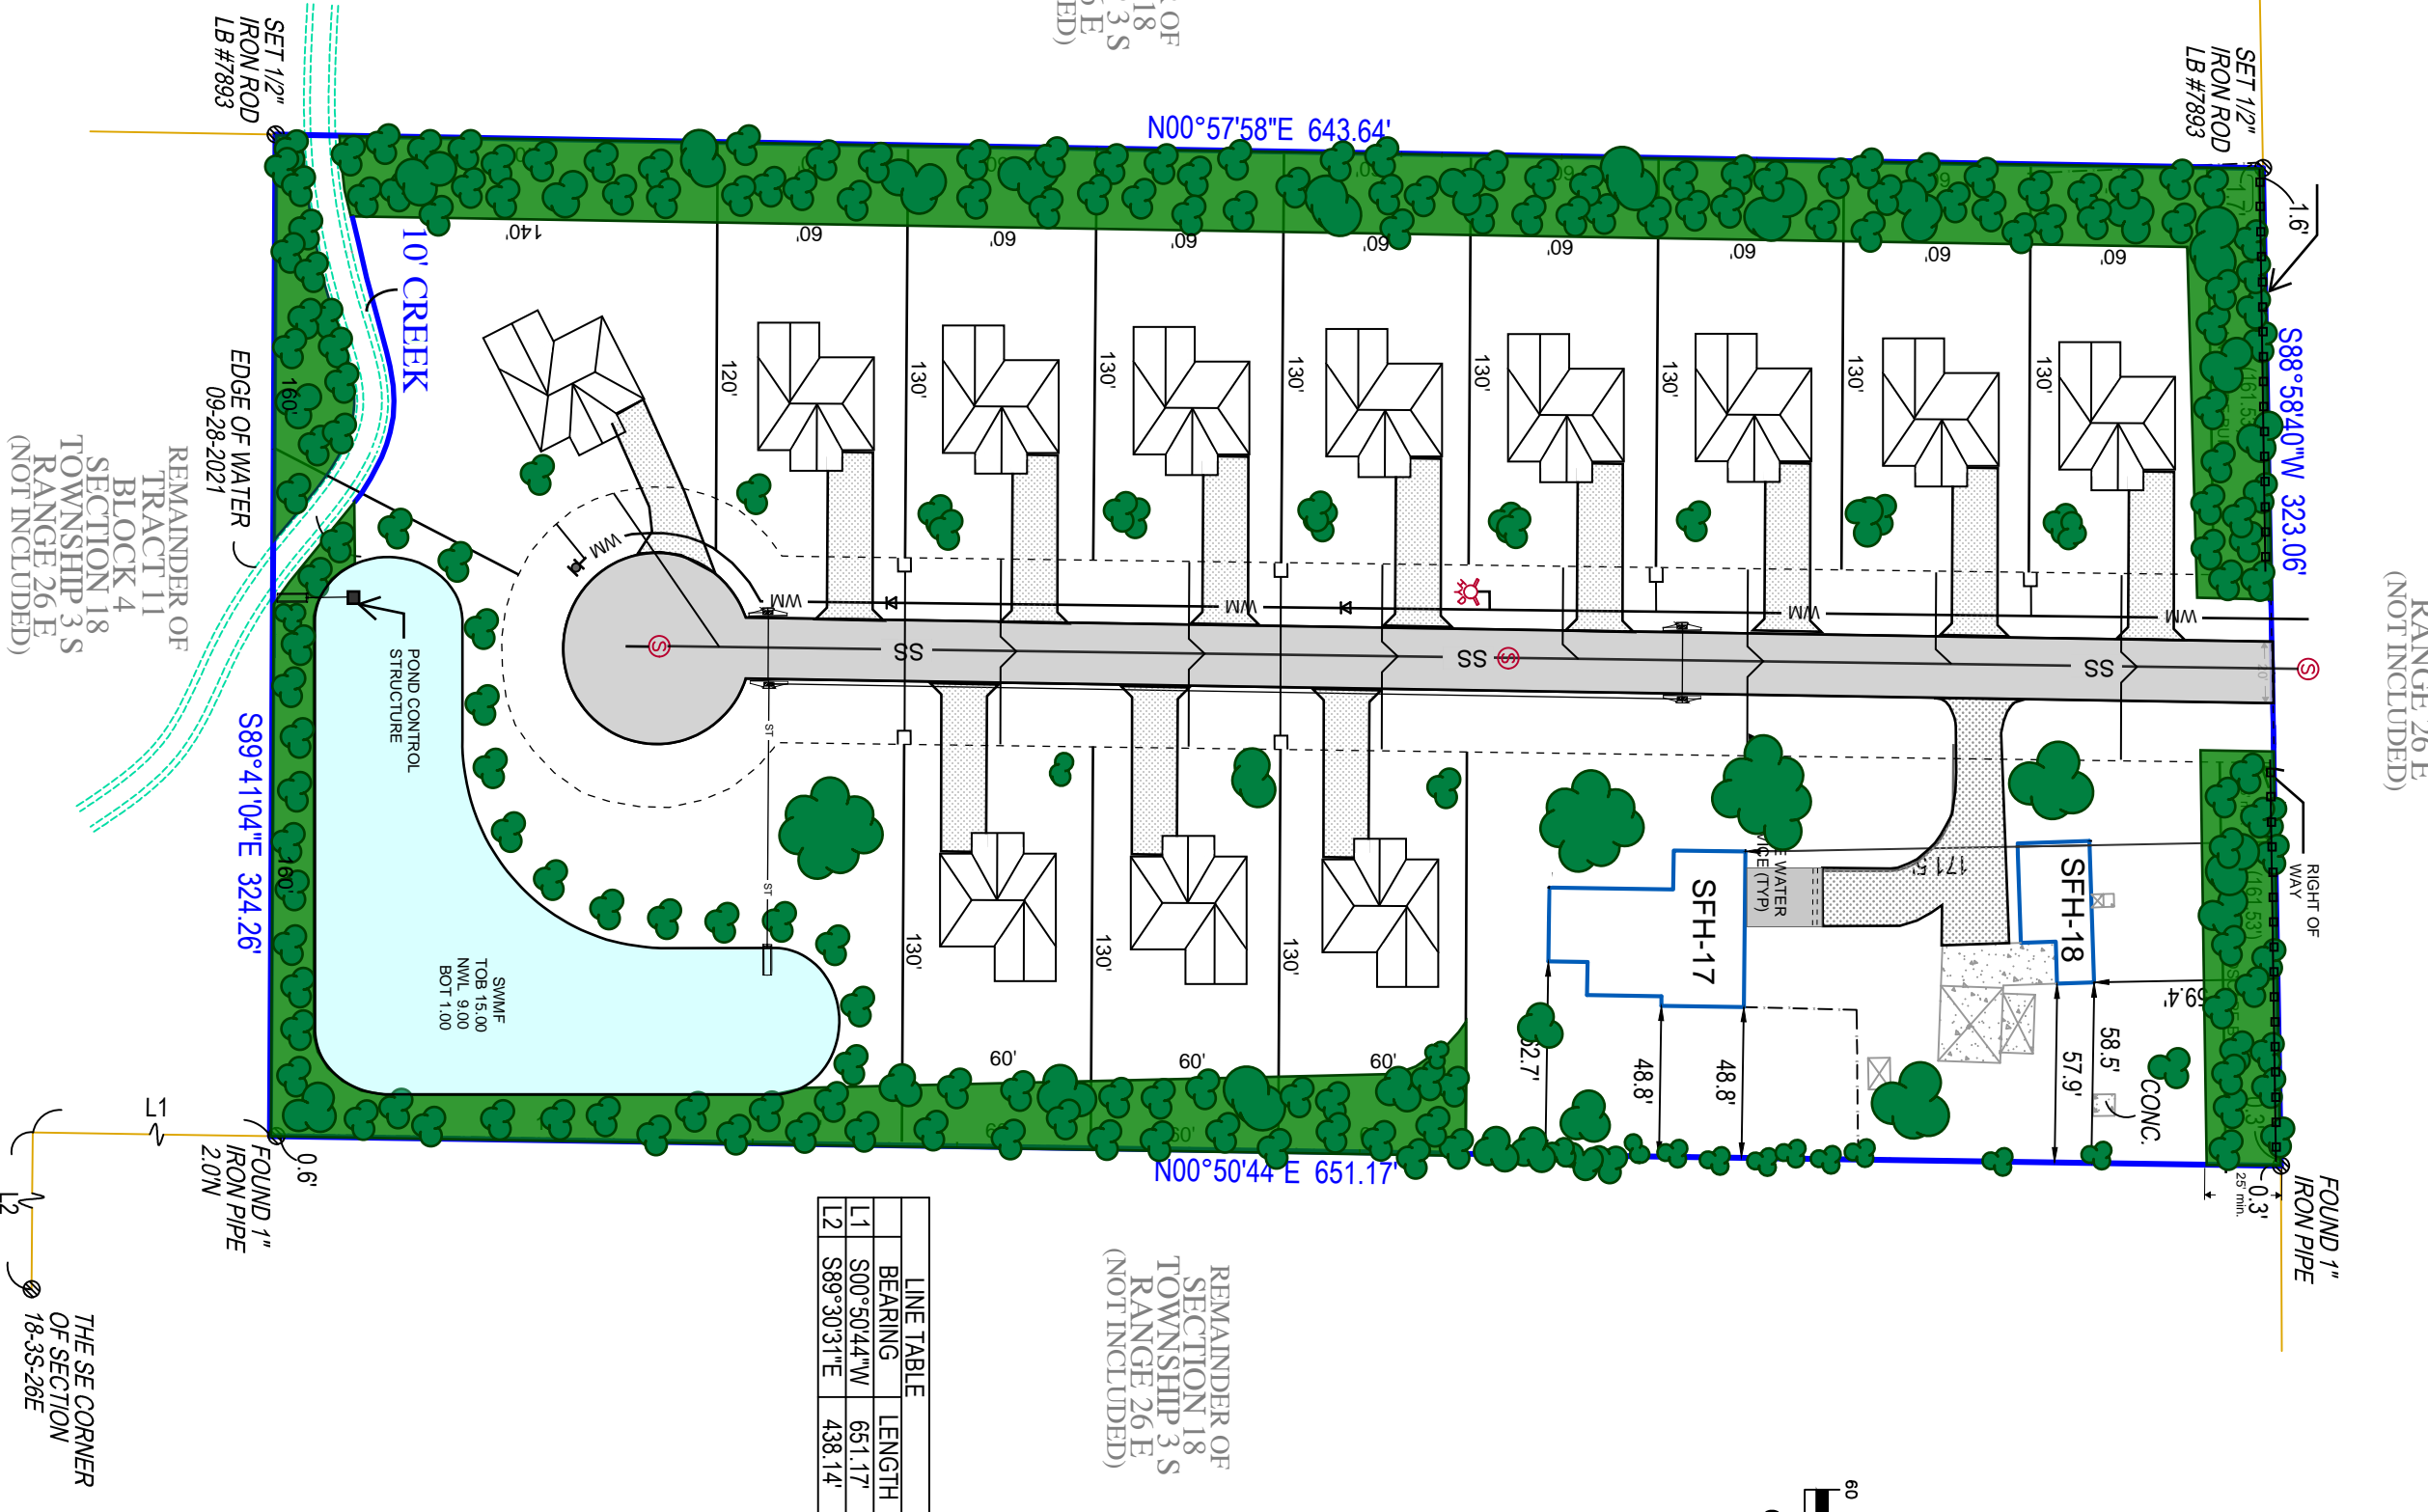 SET 1/2"
IRON ROD
LB #7893
SET 1/2"
IRON ROD
LB #7893
OF
18
3 S
E
ED)
N00°57'58"E 643.64'
1.6'
S88°58'40"W 323.06'
RANGE 26 E
(NOT INCLUDED)
10' CREEK
EDGE OF WATER
09-28-2021
140'
60'
60'
60'
60'
60'
60'
60'
60'
120'
130'
130'
130'
130'
130'
130'
130'
160'
REMAINDER OF
TRACT 11
BLOCK 4
SECTION 18
TOWNSHIP 3 S
RANGE 26 E
(NOT INCLUDED)
WM
WM
WM
WM
WM
SS
SS
SS
S
S
S
POND CONTROL
STRUCTURE
ST
ST
S89°41'04"E 324.26'
160'
SWMF
TOB 15.00
NWL 9.00
BOT 1.00
130'
130'
130'
60'
60'
60'
WATER
(TYP)
171.5'
SFH-17
SFH-18
RIGHT OF
WAY
(161.53)
59.4'
58.5'
57.9'
48.8'
48.8'
CONC.
0.3'
25' min.
FOUND 1"
IRON PIPE
N00°50'44"E 651.17'
L1
L2
0.6'
FOUND 1"
IRON PIPE
2.0'N
THE SE CORNER
OF SECTION
18-3S-26E
LINE TABLE
BEARING LENGTH
L1 S00°50'44"W 651.17'
L2 S89°30'31"E 438.14'
REMAINDER OF
SECTION 18
TOWNSHIP 3 S
RANGE 26 E
(NOT INCLUDED)
60